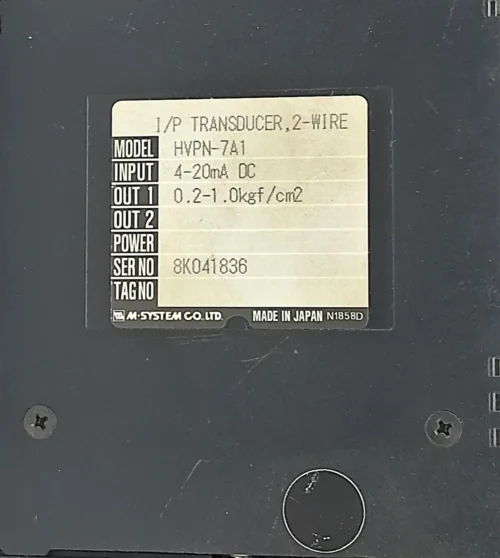 I/P TRANSDUCER,2-WIRE
MODEL HVPN-7A1
INPUT 4-20mA DC
OUT 1 0.2-1.0kgf/cm2
OUT 2
POWER
SER NO 8K041836
TAG NO
M-SYSTEM CO.,LTD. MADE IN JAPAN N1858D